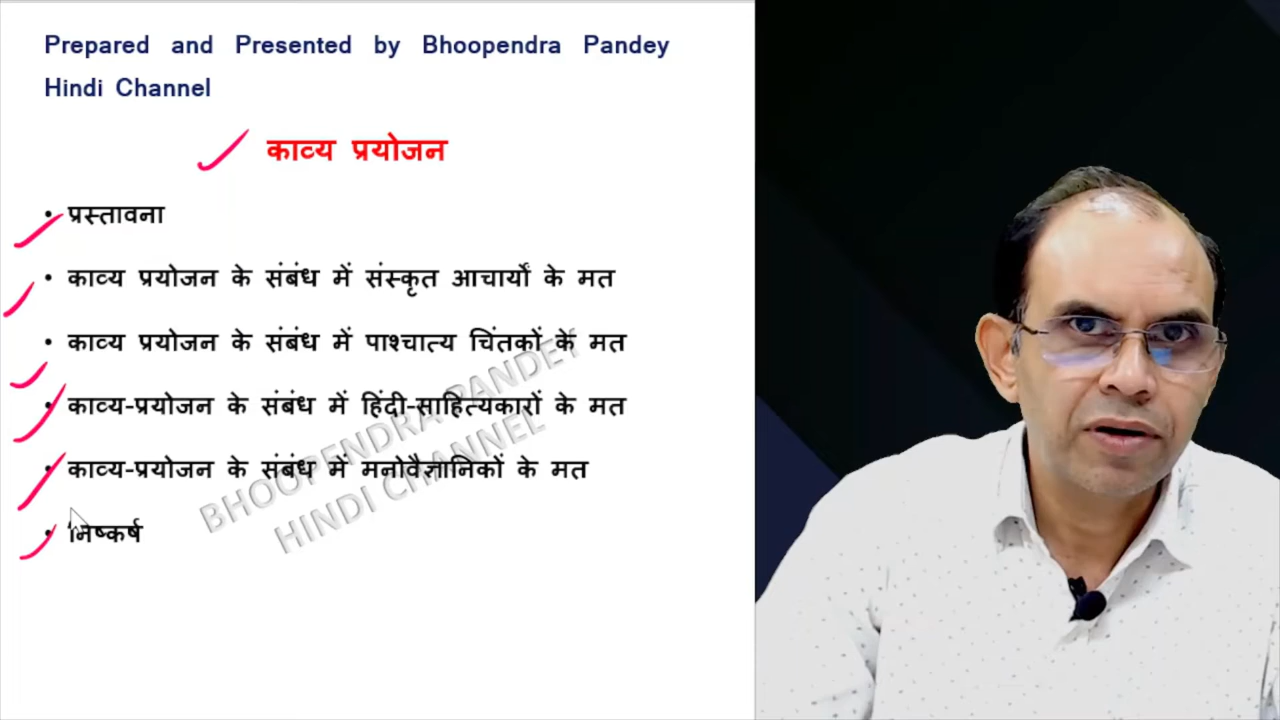 Prepared and Presented by Bhoopendra Pandey
Hindi Channel
काव्य प्रयोजन
• प्रस्तावना
• काव्य प्रयोजन के संबंध में संस्कृत आचार्यों के मत
• काव्य प्रयोजन के संबंध में पाश्चात्य चिंतकों के मत
• काव्य-प्रयोजन के संबंध में हिंदी-साहित्यकारों के मत
• काव्य-प्रयोजन के संबंध में मनोवैज्ञानिकों के मत
• निष्कर्ष
BHOOPENDRA PANDEY
HINDI CHANNEL